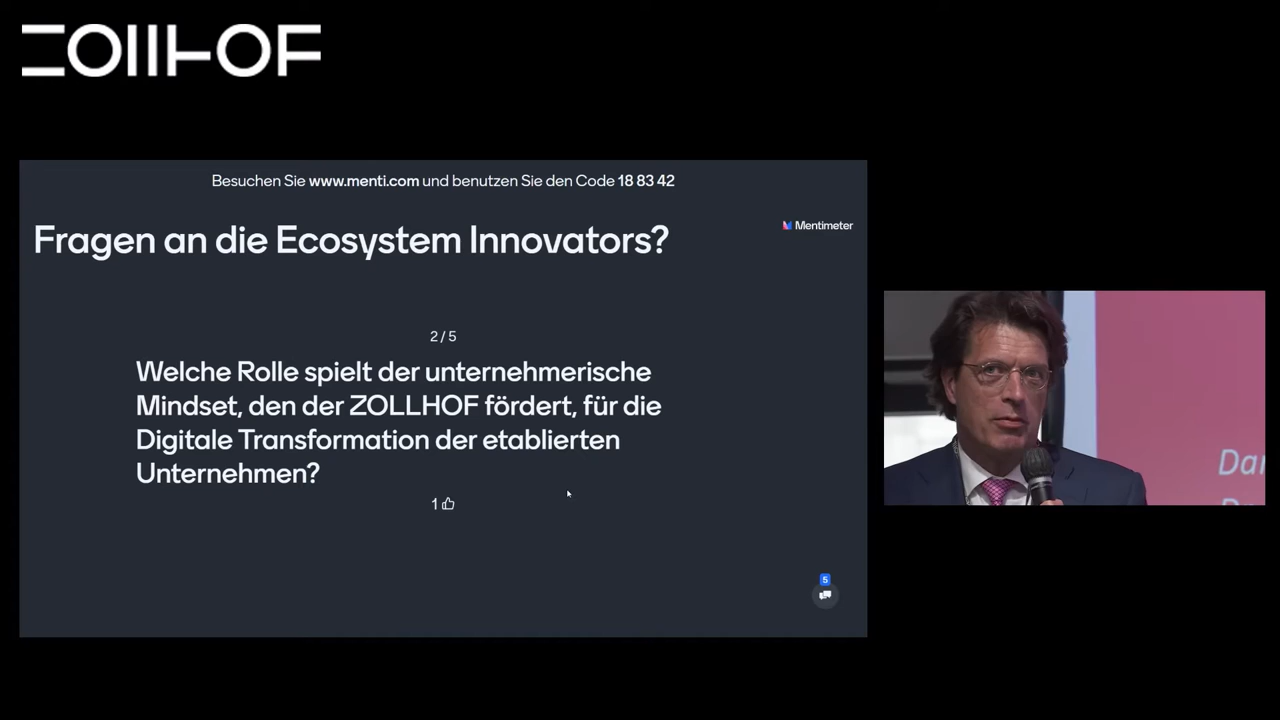 ZOLLHOF
Besuchen Sie www.menti.com und benutzen Sie den Code 18 83 42
Mentimeter
Fragen an die Ecosystem Innovators?
2/5
Welche Rolle spielt der unternehmerische
Mindset, den der ZOLLHOF fördert, für die
Digitale Transformation der etablierten
Unternehmen?
1
5